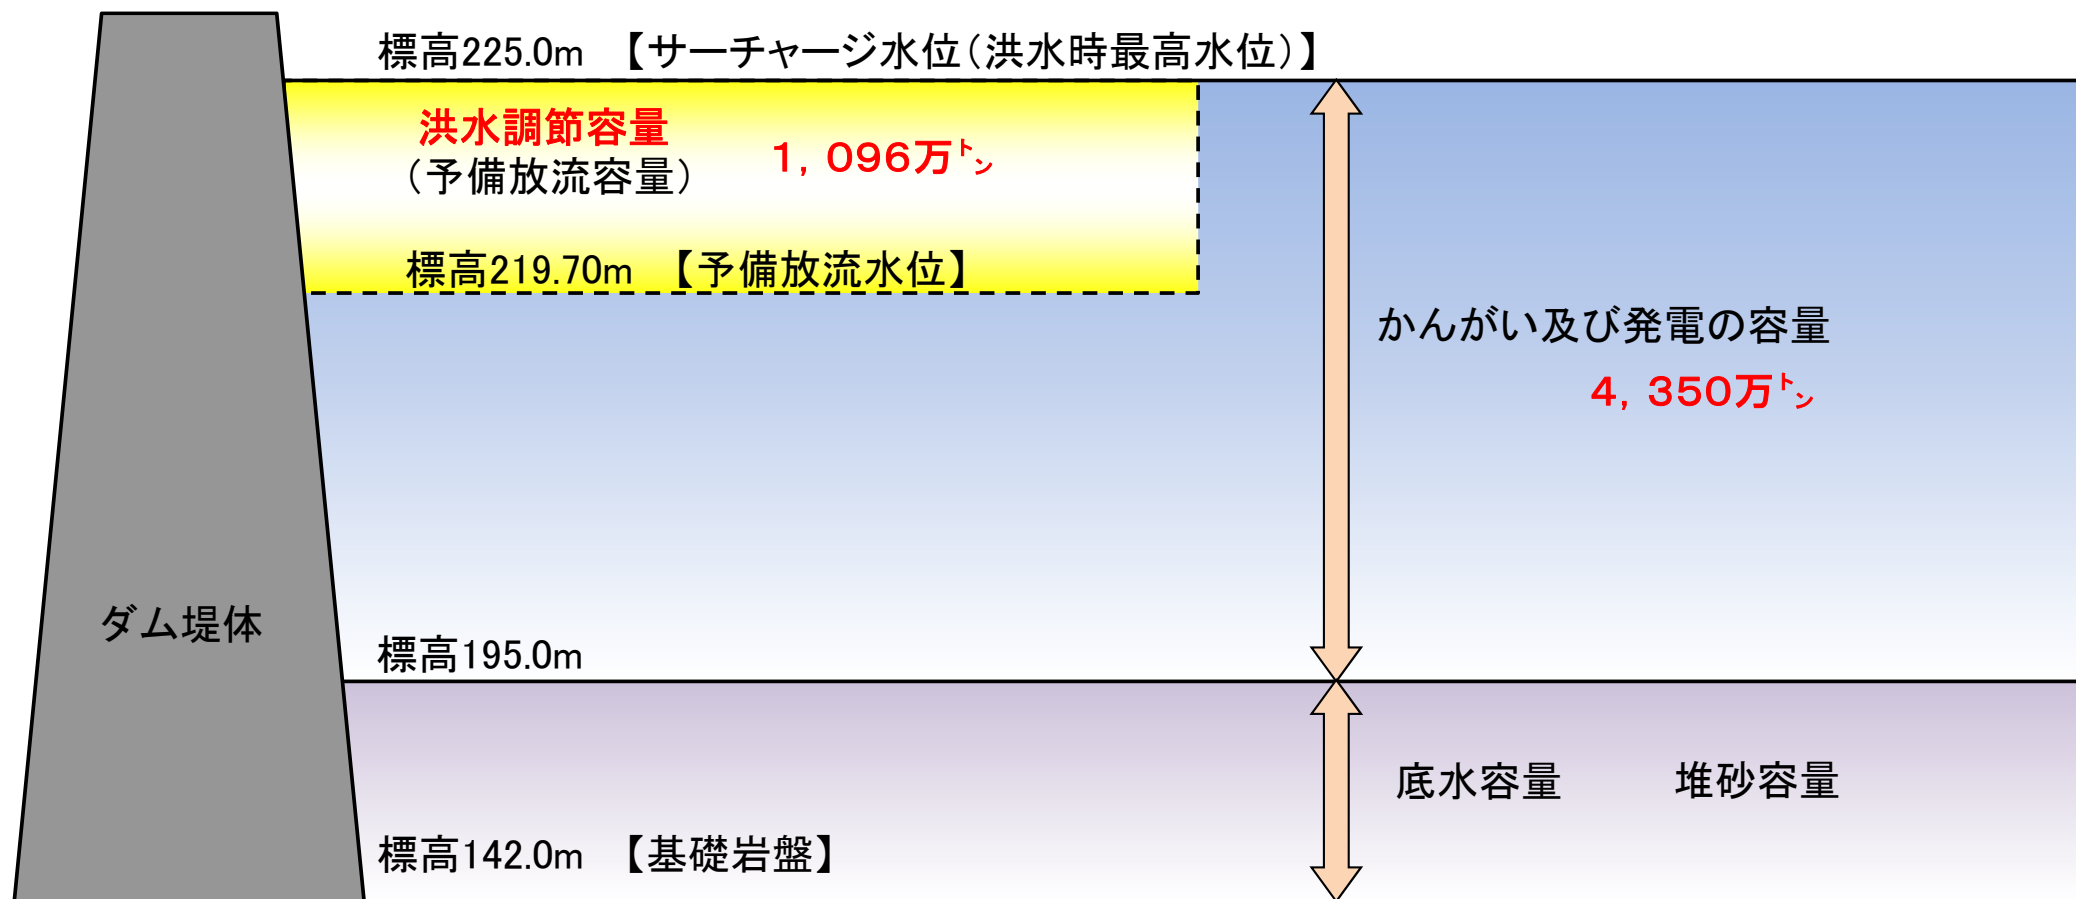 標高225.0m 【サーチャージ水位(洪水時最高水位)】
洪水調節容量
(予備放流容量)
1,096万㌧
標高219.70m 【予備放流水位】
かんがい及び発電の容量
4,350万㌧
ダム堤体
標高195.0m
底水容量 堆砂容量
標高142.0m 【基礎岩盤】